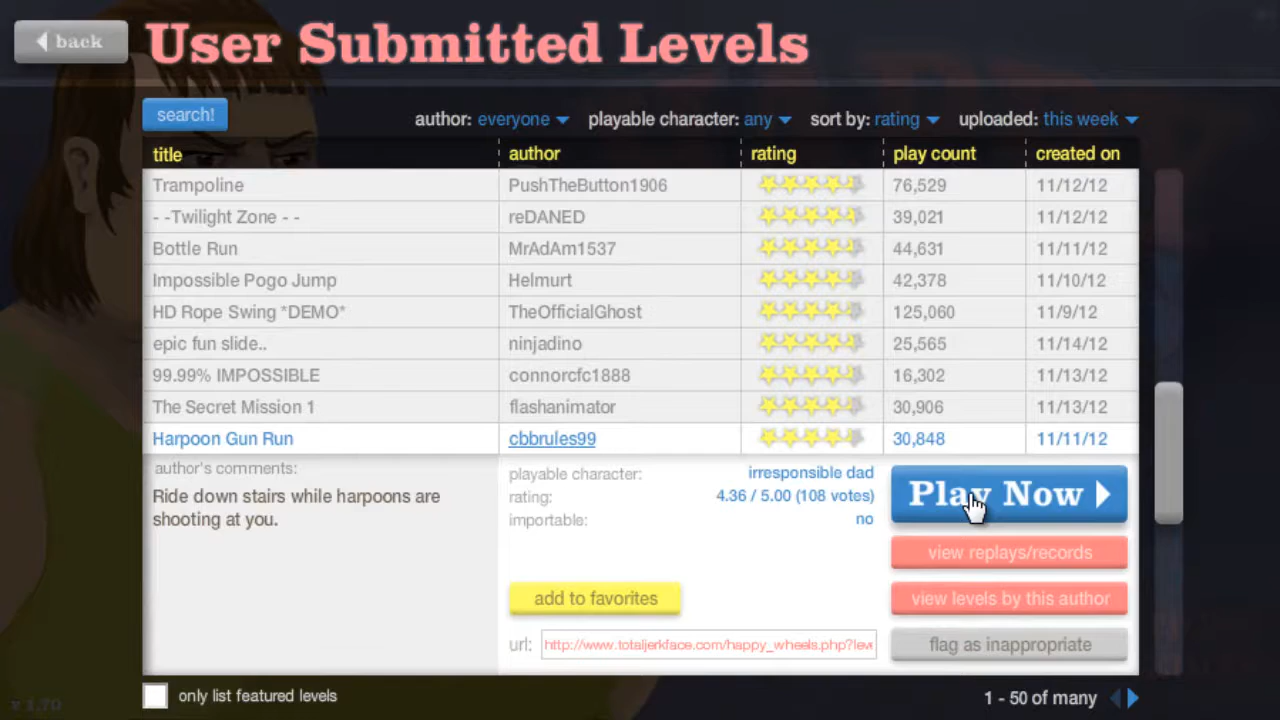 back
User Submitted Levels
search!
author: everyone playable character: any sort by: rating uploaded: this week
title author rating play count created on
Trampoline PushTheButton1906 76,529 11/12/12
- -Twilight Zone - - reDANED 39,021 11/12/12
Bottle Run MrAdAm1537 44,631 11/11/12
Impossible Pogo Jump Helmurt 42,378 11/10/12
HD Rope Swing *DEMO* TheOfficialGhost 125,060 11/9/12
epic fun slide.. ninjadino 25,565 11/14/12
99.99% IMPOSSIBLE connorcfc1888 16,302 11/13/12
The Secret Mission 1 flashanimator 30,906 11/13/12
Harpoon Gun Run cbbrules99 30,848 11/11/12
author's comments:
Ride down stairs while harpoons are
shooting at you.
playable character: irresponsible dad
rating: 4.36 / 5.00 (108 votes)
importable: no
add to favorites
url: http://www.totaljerkface.com/happy_wheels.php?leve
Play Now
view replays/records
view levels by this author
flag as inappropriate
only list featured levels
1 - 50 of many
v 1.70